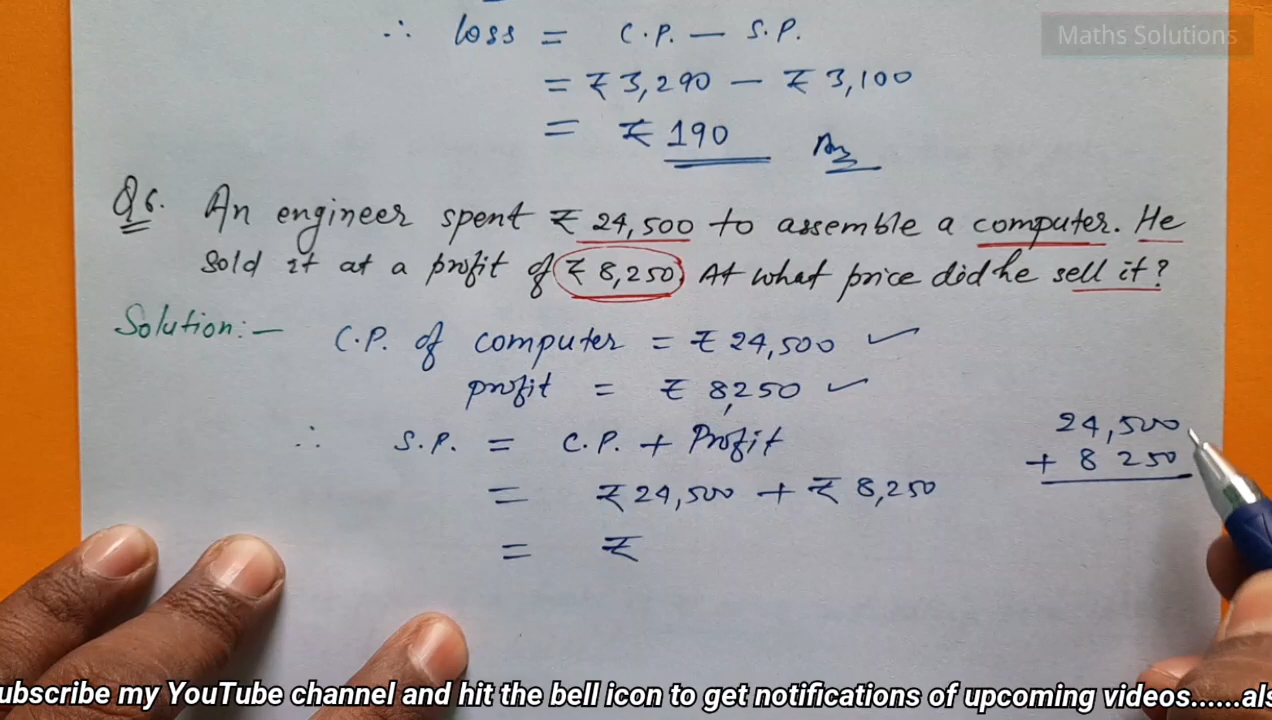 Maths Solutions
∴ loss = C.P. — S.P.
= ₹ 3,290 — ₹ 3,100
= ₹ 190 Ans
Q6. An engineer spent ₹ 24,500 to assemble a computer. He
sold it at a profit of ₹ 8,250. At what price did he sell it?
Solution:—
C.P. of computer = ₹ 24,500 ✓
profit = ₹ 8,250 ✓
∴ S.P. = C.P. + Profit
= ₹ 24,500 + ₹ 8,250
= ₹
24,500
+ 8 250
ubscribe my YouTube channel and hit the bell icon to get notifications of upcoming videos......als